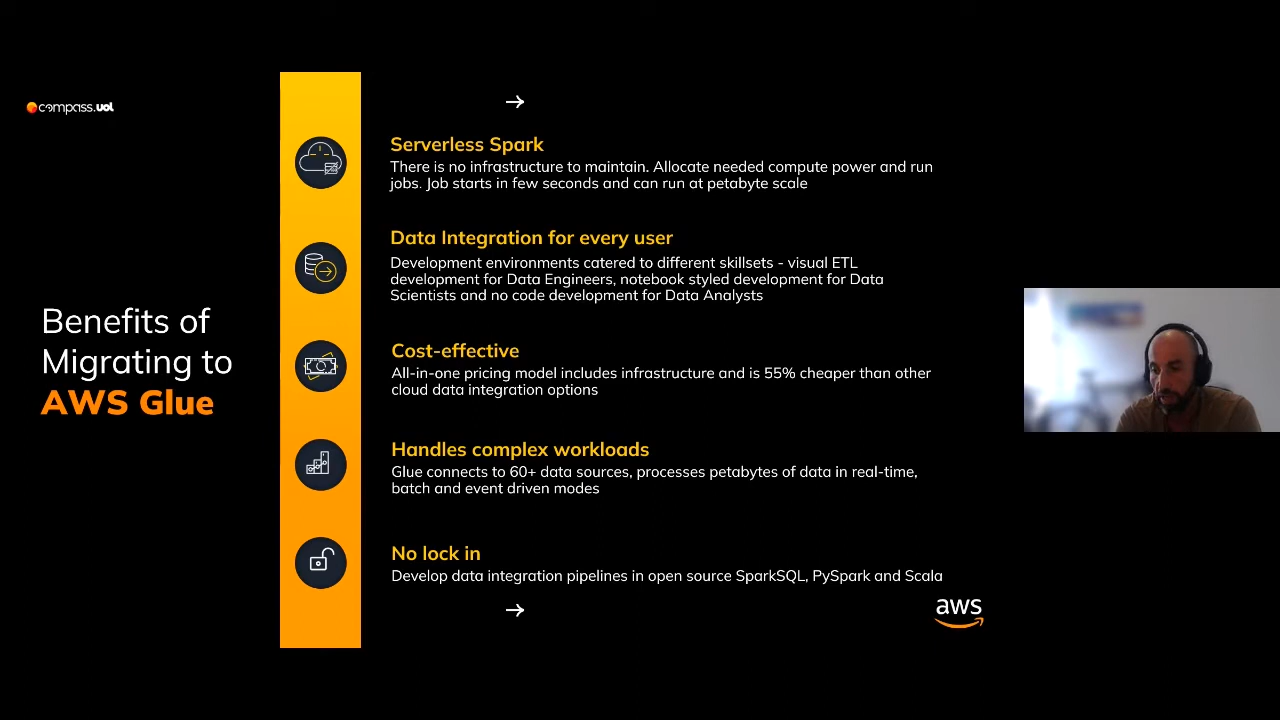 compass.uol
Benefits of
Migrating to
AWS Glue
Serverless Spark
There is no infrastructure to maintain. Allocate needed compute power and run
jobs. Job starts in few seconds and can run at petabyte scale
Data Integration for every user
Development environments catered to different skillsets - visual ETL
development for Data Engineers, notebook styled development for Data
Scientists and no code development for Data Analysts
Cost-effective
All-in-one pricing model includes infrastructure and is 55% cheaper than other
cloud data integration options
Handles complex workloads
Glue connects to 60+ data sources, processes petabytes of data in real-time,
batch and event driven modes
No lock in
Develop data integration pipelines in open source SparkSQL, PySpark and Scala
aws